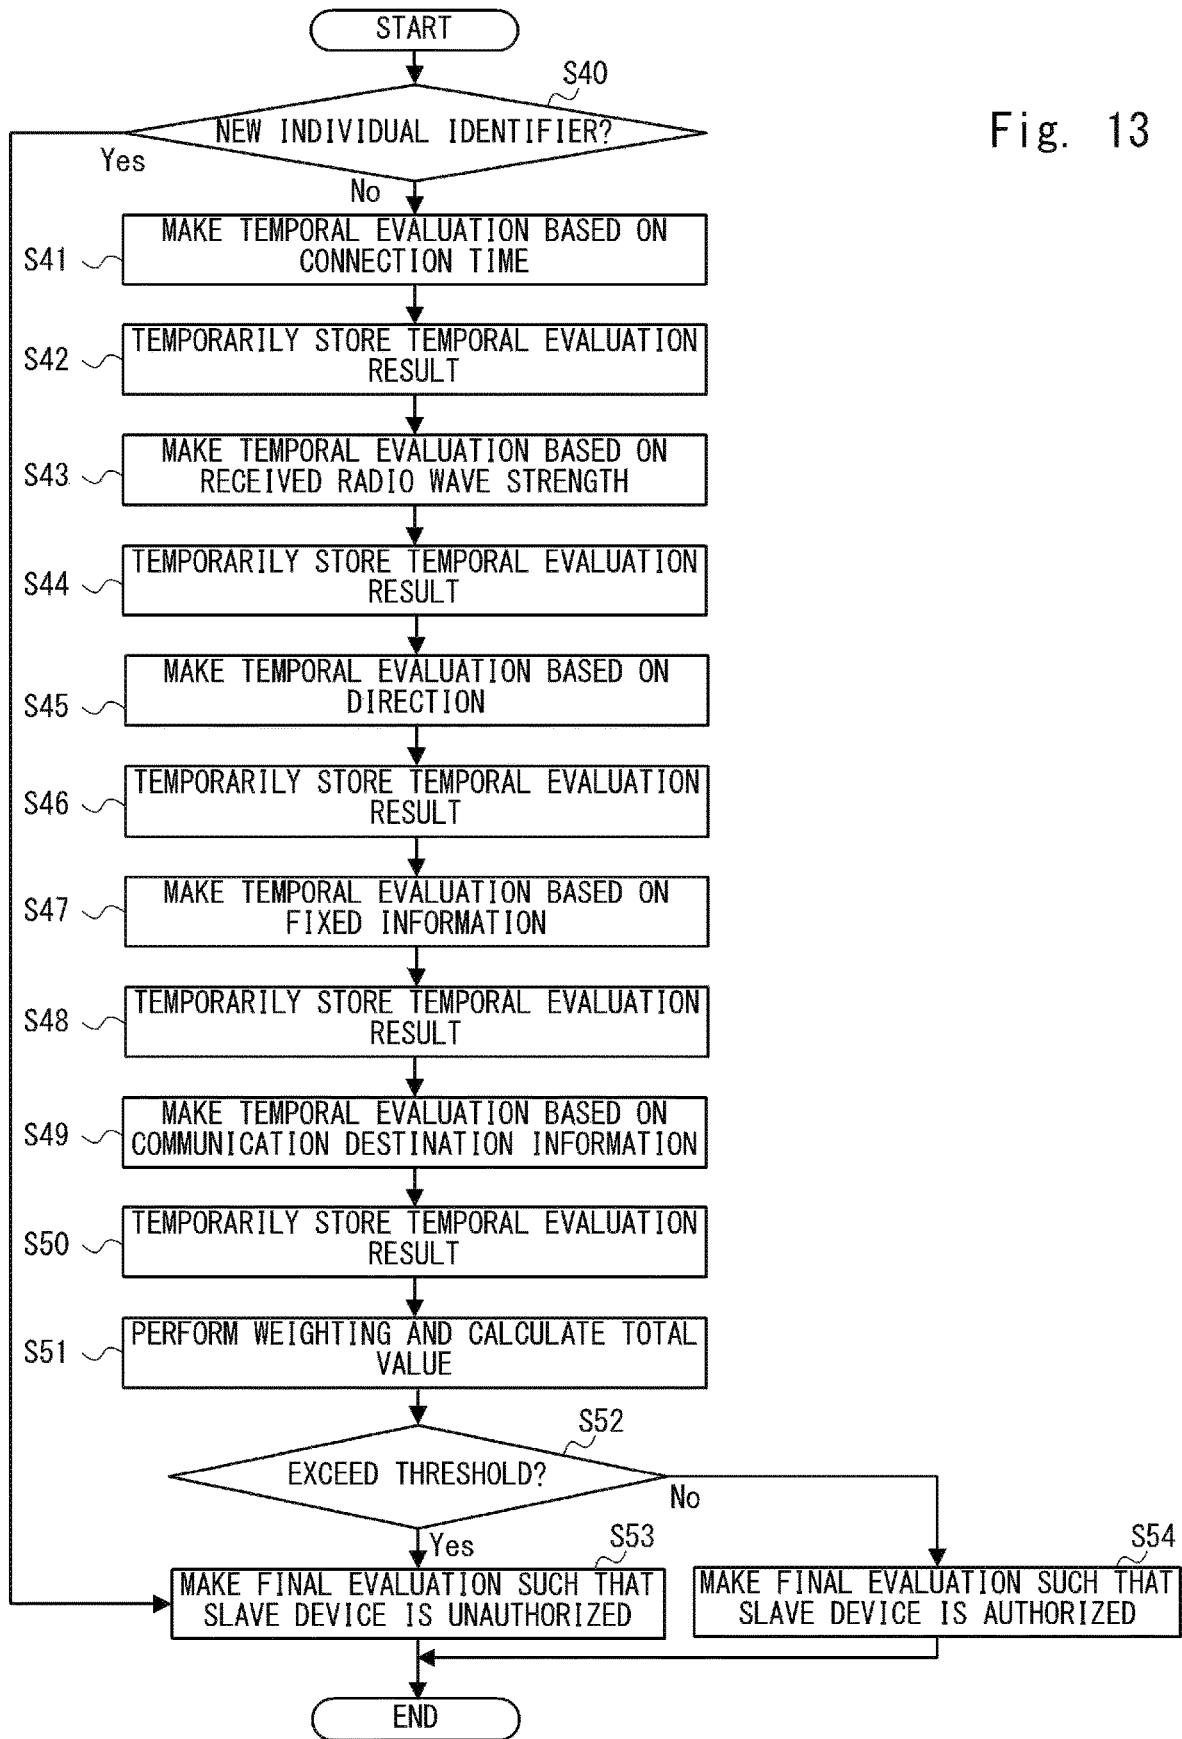 START
S40
NEW INDIVIDUAL IDENTIFIER?
Fig. 13
Yes
No
MAKE TEMPORAL EVALUATION BASED ON
CONNECTION TIME
S41
TEMPORARILY STORE TEMPORAL EVALUATION
RESULT
S42
MAKE TEMPORAL EVALUATION BASED ON
RECEIVED RADIO WAVE STRENGTH
S43
TEMPORARILY STORE TEMPORAL EVALUATION
RESULT
S44
MAKE TEMPORAL EVALUATION BASED ON
DIRECTION
S45
TEMPORARILY STORE TEMPORAL EVALUATION
RESULT
S46
MAKE TEMPORAL EVALUATION BASED ON
FIXED INFORMATION
S47
TEMPORARILY STORE TEMPORAL EVALUATION
RESULT
S48
MAKE TEMPORAL EVALUATION BASED ON
COMMUNICATION DESTINATION INFORMATION
S49
TEMPORARILY STORE TEMPORAL EVALUATION
RESULT
S50
PERFORM WEIGHTING AND CALCULATE TOTAL
VALUE
S51
S52
EXCEED THRESHOLD?
No
Yes
S53
MAKE FINAL EVALUATION SUCH THAT
SLAVE DEVICE IS UNAUTHORIZED
S54
MAKE FINAL EVALUATION SUCH THAT
SLAVE DEVICE IS AUTHORIZED
END